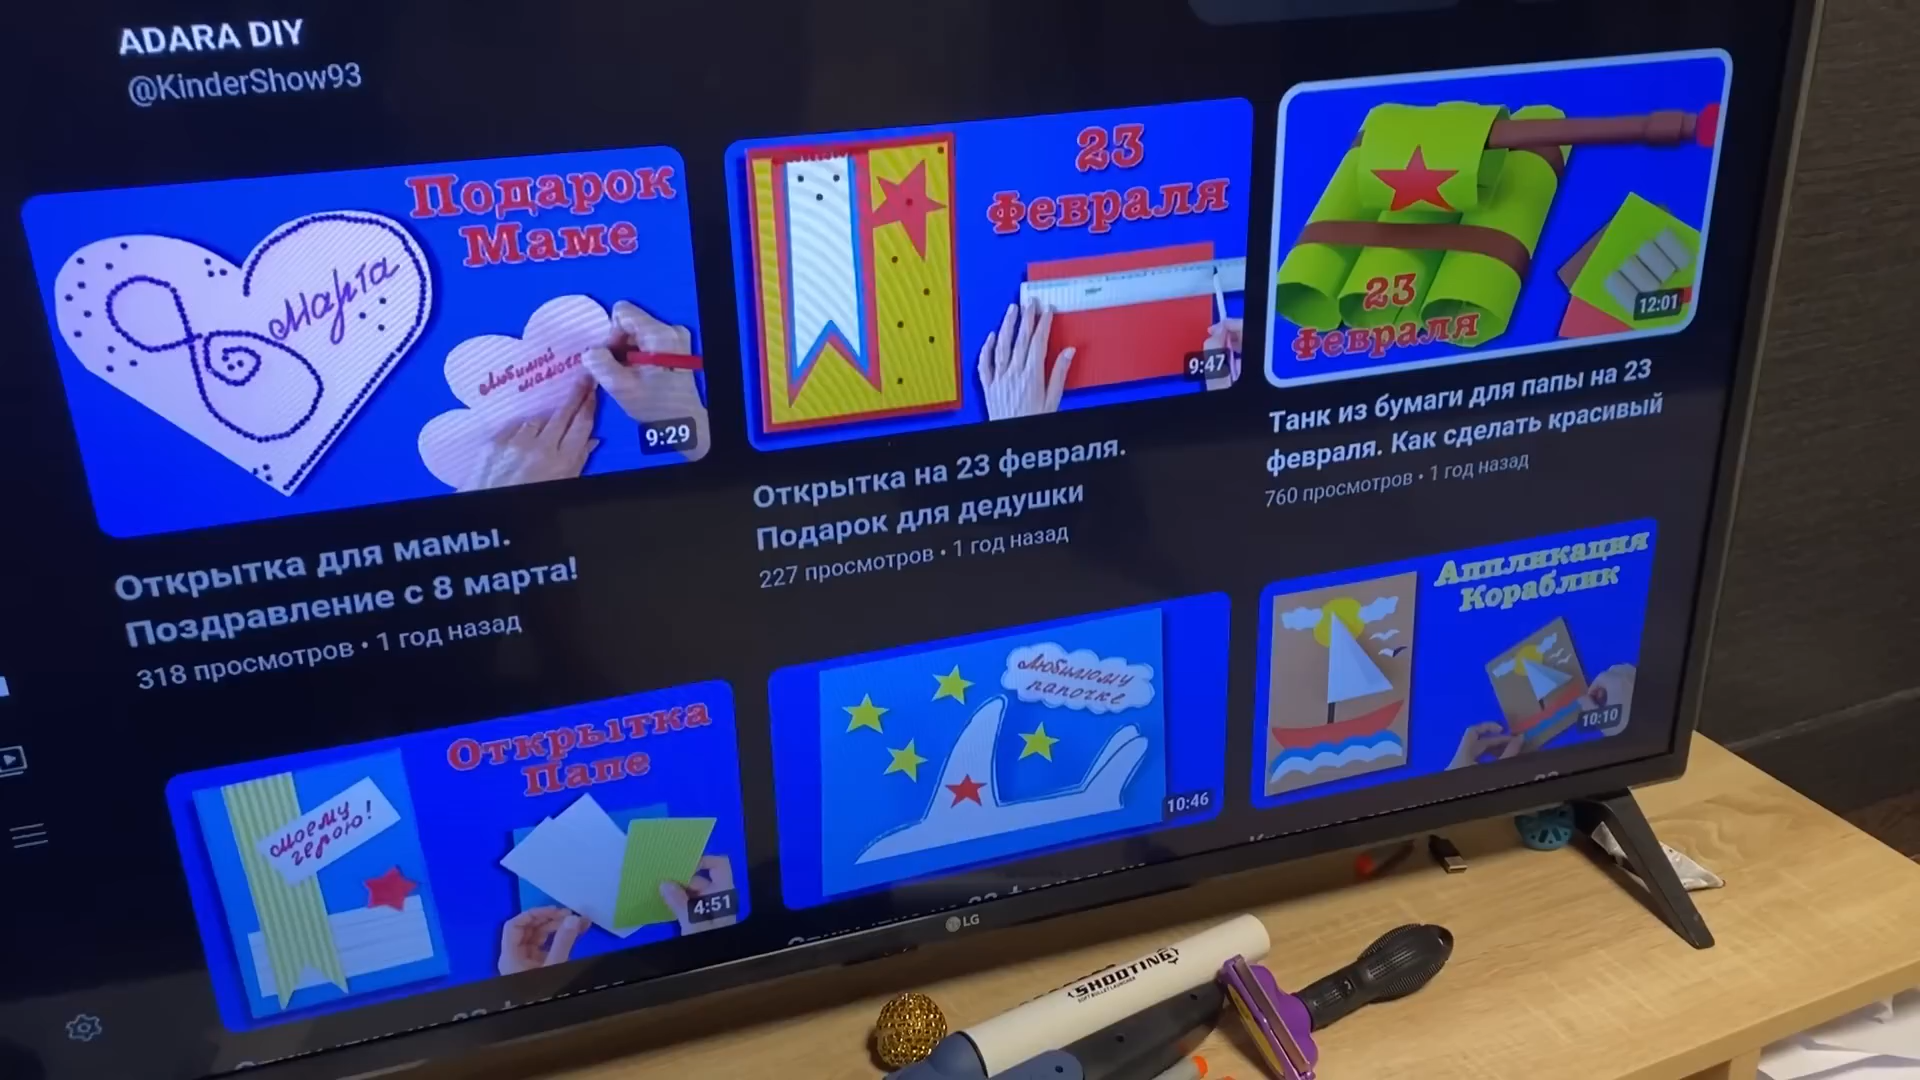 ADARA DIY
@KinderShow93
Подарок
Маме
Марта
Любимой
9:29
Открытка для мамы.
Поздравление с 8 марта!
318 просмотров • 1 год назад
23
Февраля
9:47
Открытка на 23 февраля.
Подарок для дедушки
227 просмотров • 1 год назад
23
Февраля
12:01
Танк из бумаги для папы на 23
февраля. Как сделать красивый
760 просмотров • 1 год назад
Открытка
Папе
моему
герою!
4:51
Любимому
папочке
10:46
Аппликация
Кораблик
10:10
LG
SHOOTING